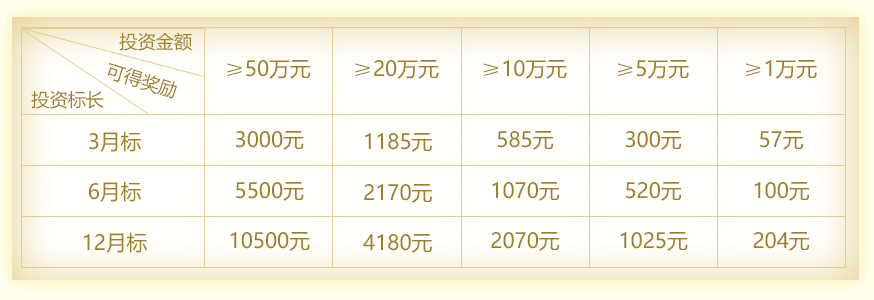 投资金额
可得奖励
投资标长
≥50万元 ≥20万元 ≥10万元 ≥5万元 ≥1万元
3月标 3000元 1185元 585元 300元 57元
6月标 5500元 2170元 1070元 520元 100元
12月标 10500元 4180元 2070元 1025元 204元